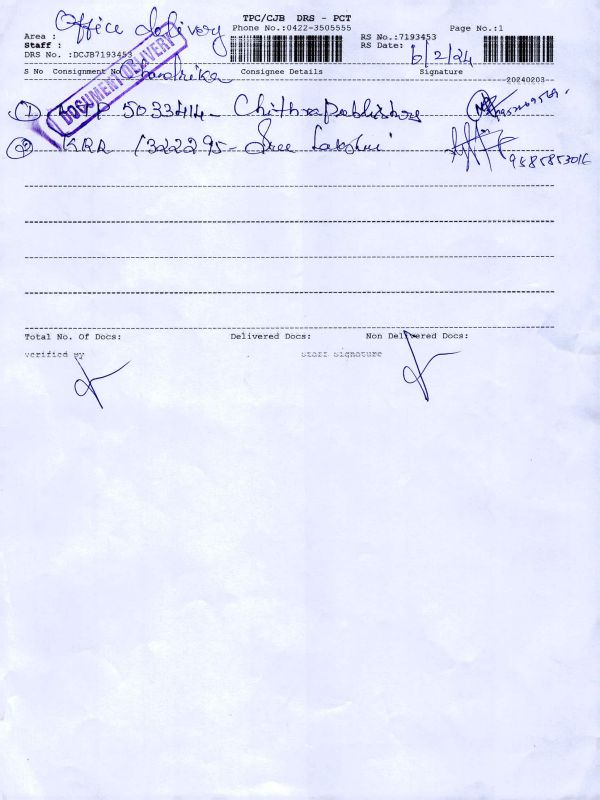 TPC/CJB DRS - PCT
Office delivery
Phone No.:0422-3505555
Page No.:1
Area :
RS No.:7193453
Staff :
RS Date: 6/2/24
DRS No. :DCJB7193453
S No Consignment No Consignee Details Signature
20240203
DOCUMENT DELIVERY
① 5033414 - Chithra Publishers
② KRR 1322295 - Sree Lakshmi
9585853016
Total No. Of Docs: Delivered Docs: Non Delivered Docs:
Verified By Staff Signature